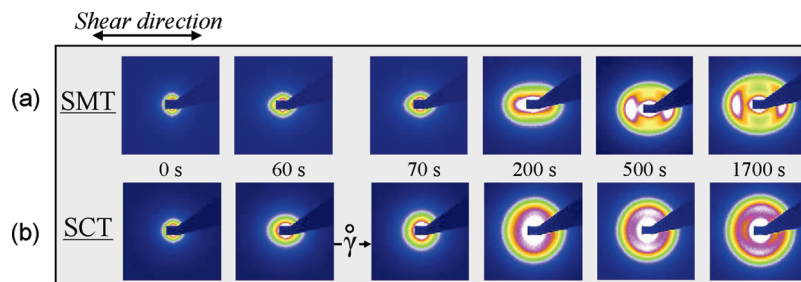 Shear direction
(a) SMT
0 s 60 s 70 s 200 s 500 s 1700 s
(b) SCT
γ̊